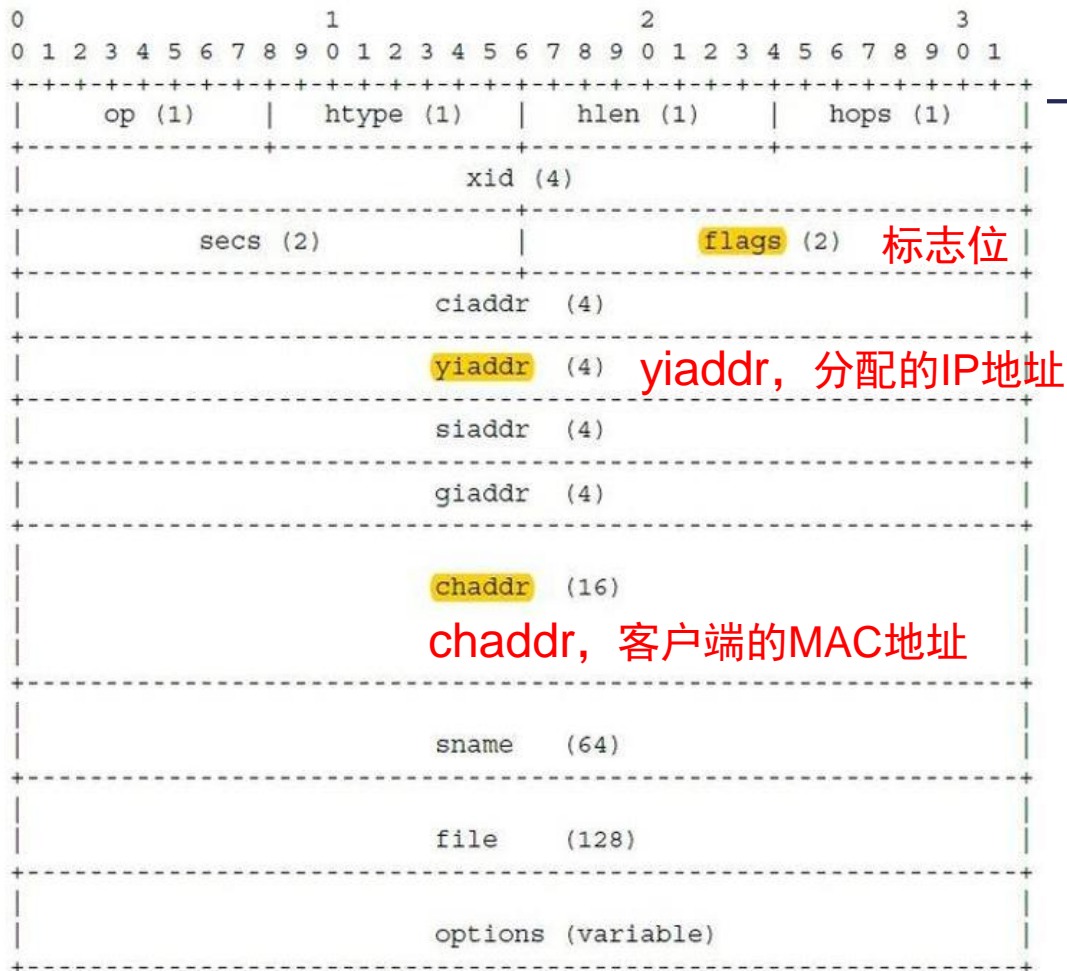 0 1 2 3
0 1 2 3 4 5 6 7 8 9 0 1 2 3 4 5 6 7 8 9 0 1 2 3 4 5 6 7 8 9 0 1
+-+-+-+-+-+-+-+-+-+-+-+-+-+-+-+-+-+-+-+-+-+-+-+-+-+-+-+-+-+-+-+-+
| op (1) | htype (1) | hlen (1) | hops (1) |
+---------------+---------------+---------------+---------------+
| xid (4) |
+-------------------------------+-------------------------------+
| secs (2) | flags (2) 标志位 |
+-------------------------------+-------------------------------+
| ciaddr (4) |
+---------------------------------------------------------------+
| yiaddr (4) yiaddr，分配的IP地址
+---------------------------------------------------------------+
| siaddr (4) |
+---------------------------------------------------------------+
| giaddr (4) |
+---------------------------------------------------------------+
| chaddr (16) |
chaddr，客户端的MAC地址
+---------------------------------------------------------------+
| sname (64) |
+---------------------------------------------------------------+
| file (128) |
+---------------------------------------------------------------+
| options (variable) |
+---------------------------------------------------------------+